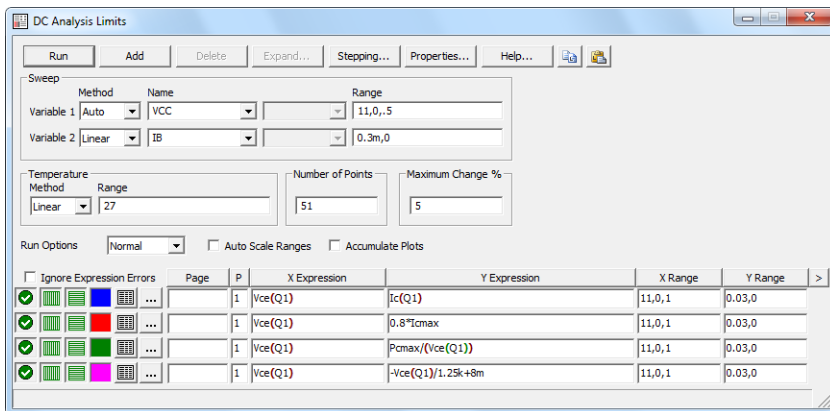 DC Analysis Limits
Run Add Delete Expand... Stepping... Properties... Help...
Sweep
Method Name Range
Variable 1 Auto VCC 11,0,.5
Variable 2 Linear IB 0.3m,0
Temperature Number of Points Maximum Change %
Method Range
Linear 27 51 5
Run Options Normal Auto Scale Ranges Accumulate Plots
Ignore Expression Errors Page P X Expression Y Expression X Range Y Range >
... 1 Vce(Q1) Ic(Q1) 11,0,1 0.03,0
... 1 Vce(Q1) 0.8*Icmax 11,0,1 0.03,0
... 1 Vce(Q1) Pcmax/(Vce(Q1)) 11,0,1 0.03,0
... 1 Vce(Q1) -Vce(Q1)/1.25k+8m 11,0,1 0.03,0